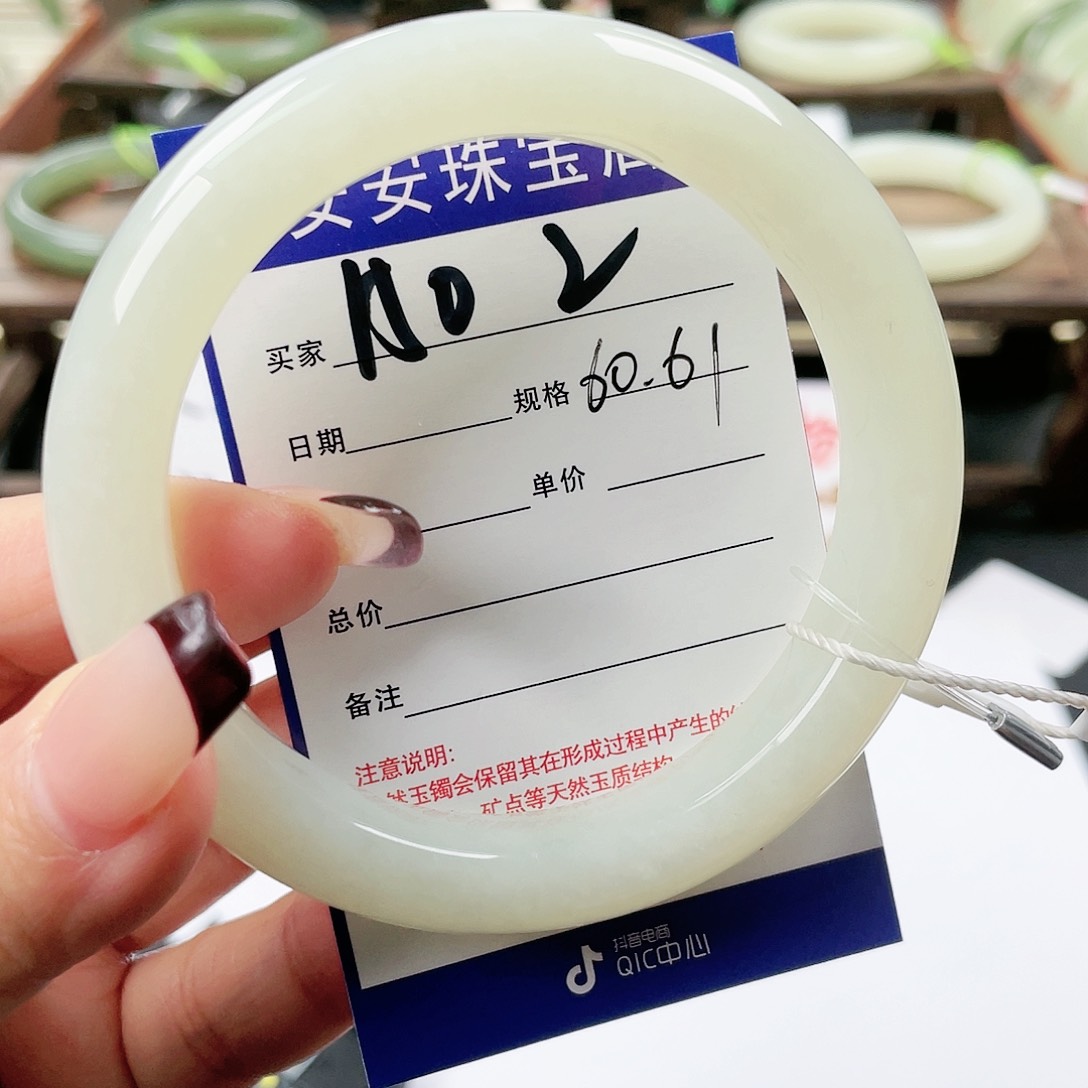 安安珠宝
买家 NO 2
规格 60.61
日期
单价
总价
备注
注意说明:
然玉镯会保留其在形成过程中产生的
矿点等天然玉质结构
抖音电商
QIC中心